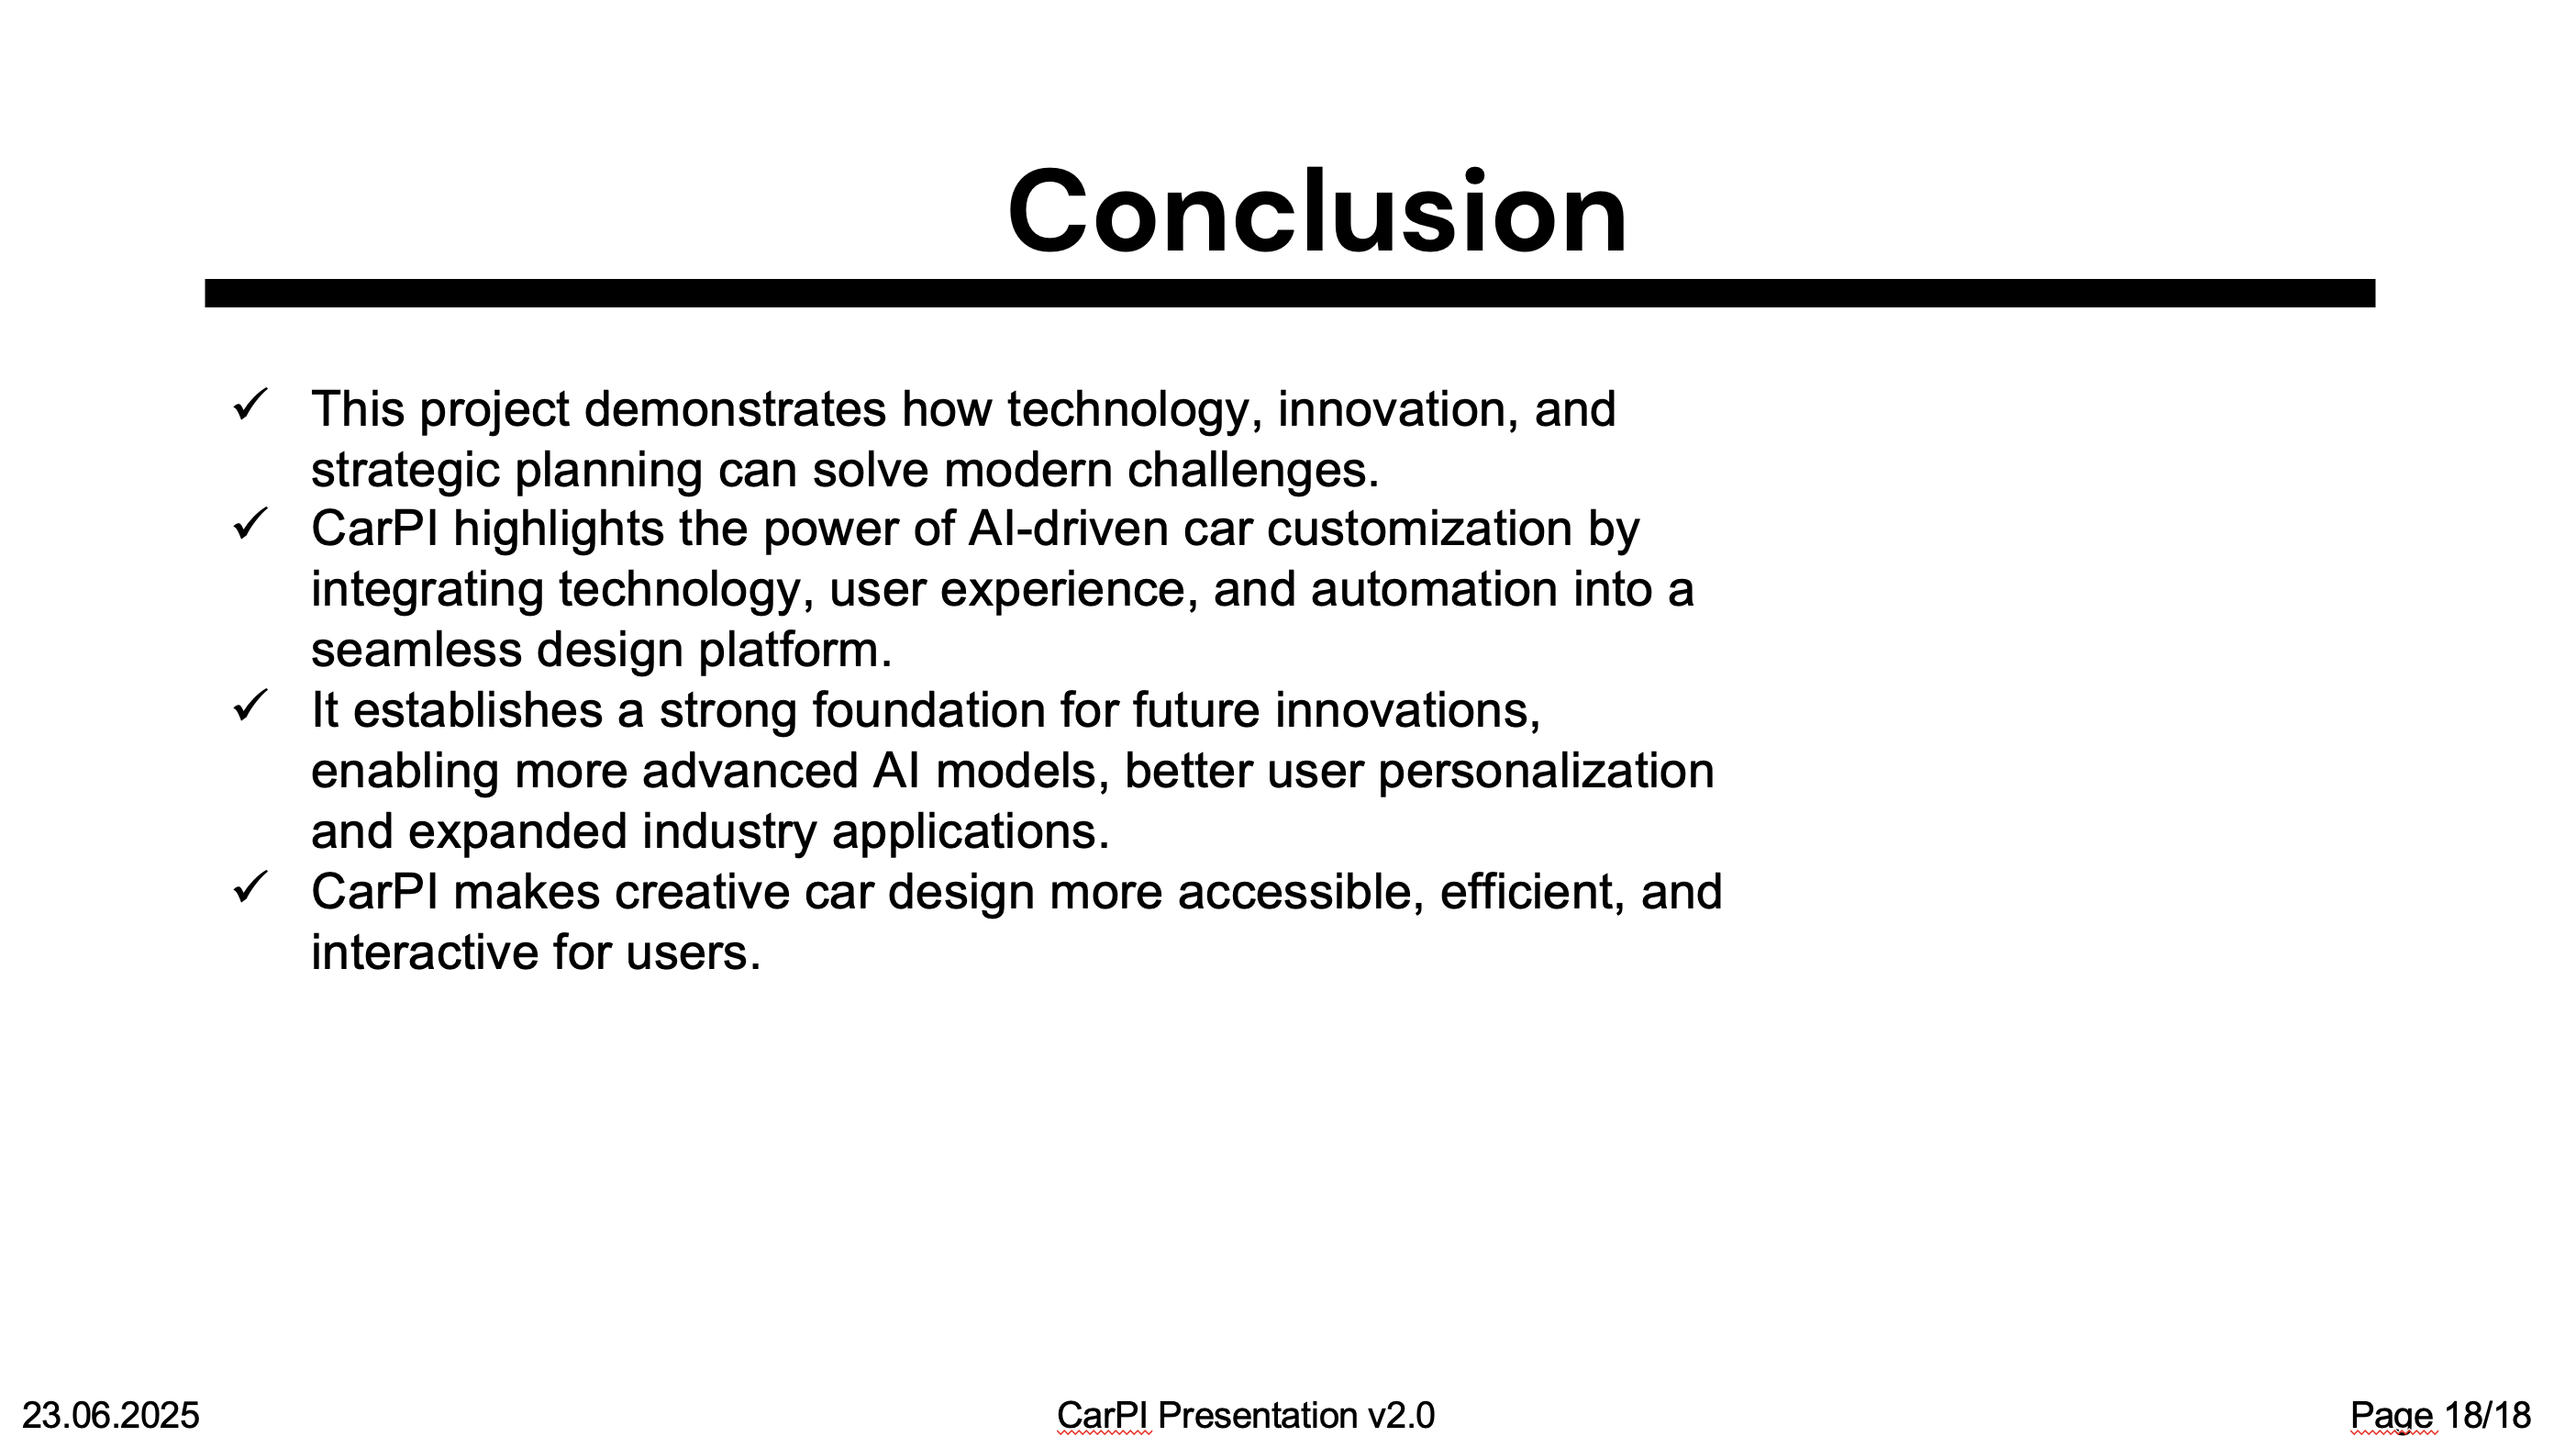 Conclusion
✓ This project demonstrates how technology, innovation, and
strategic planning can solve modern challenges.
✓ CarPI highlights the power of AI-driven car customization by
integrating technology, user experience, and automation into a
seamless design platform.
✓ It establishes a strong foundation for future innovations,
enabling more advanced AI models, better user personalization
and expanded industry applications.
✓ CarPI makes creative car design more accessible, efficient, and
interactive for users.
23.06.2025
CarPI Presentation v2.0
Page 18/18